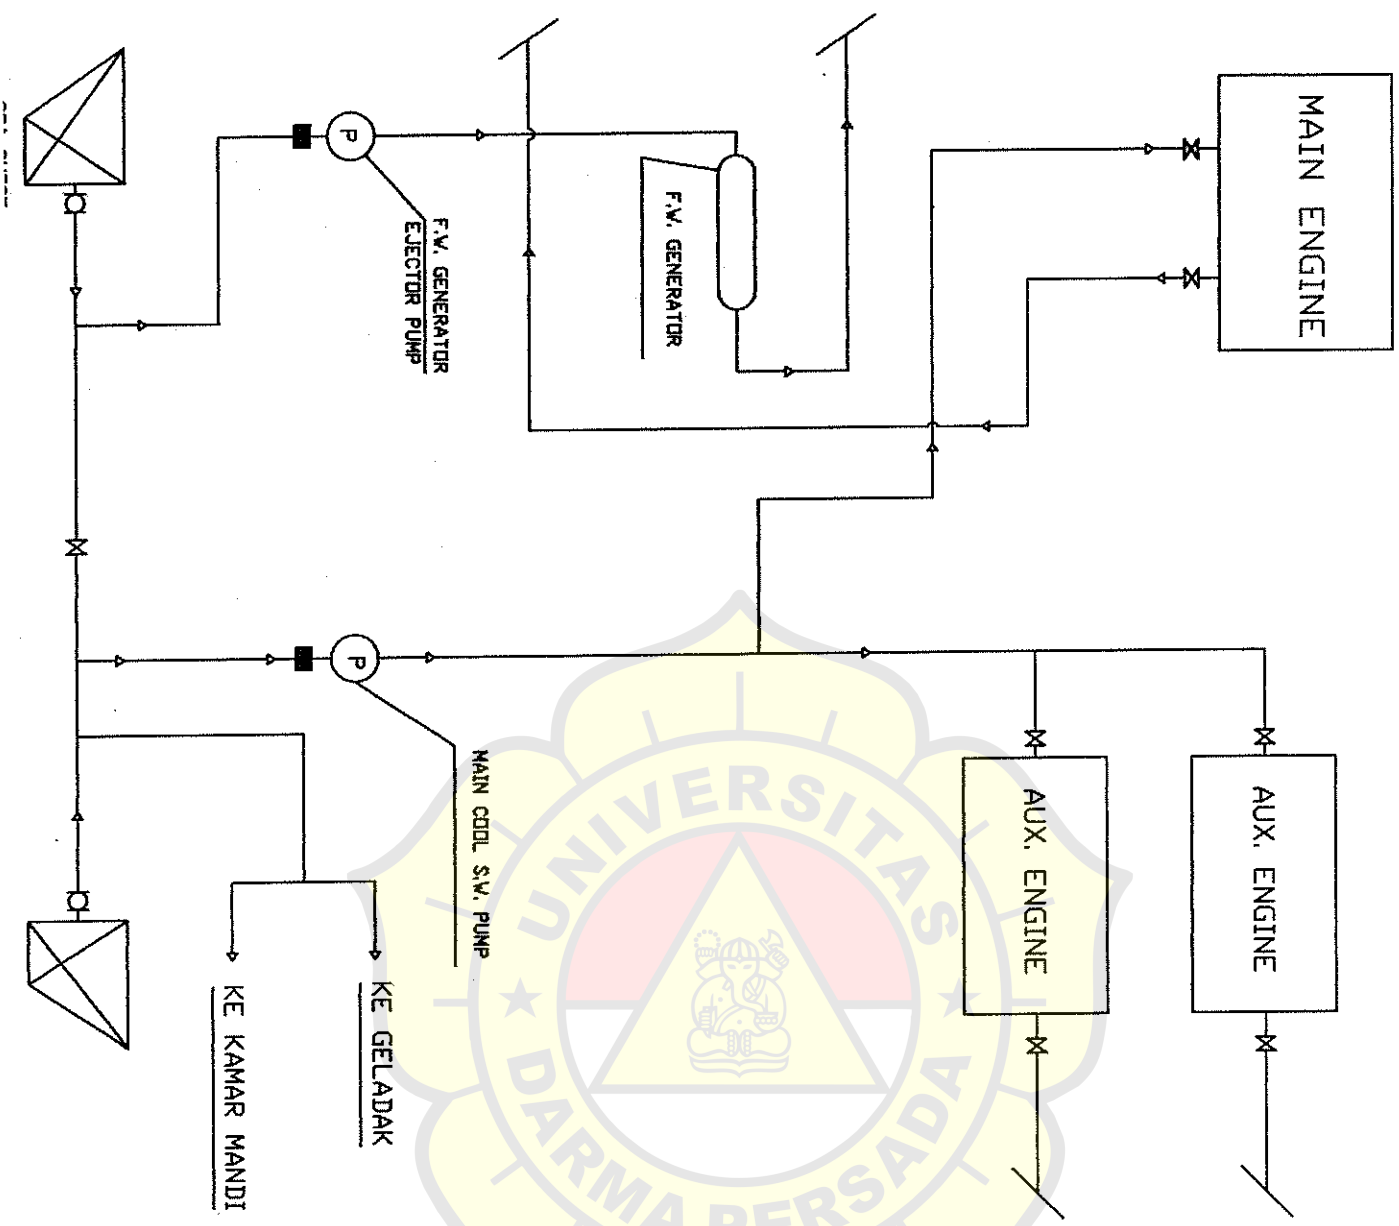 MAIN ENGINE
F.W. GENERATOR
F.W. GENERATOR
EJECTOR PUMP
MAIN COOL S.W. PUMP
AUX. ENGINE
AUX. ENGINE
KE GELADAK
KE KAMAR MANDI
P
P
UNIVERSITAS
DARMA PERSADA